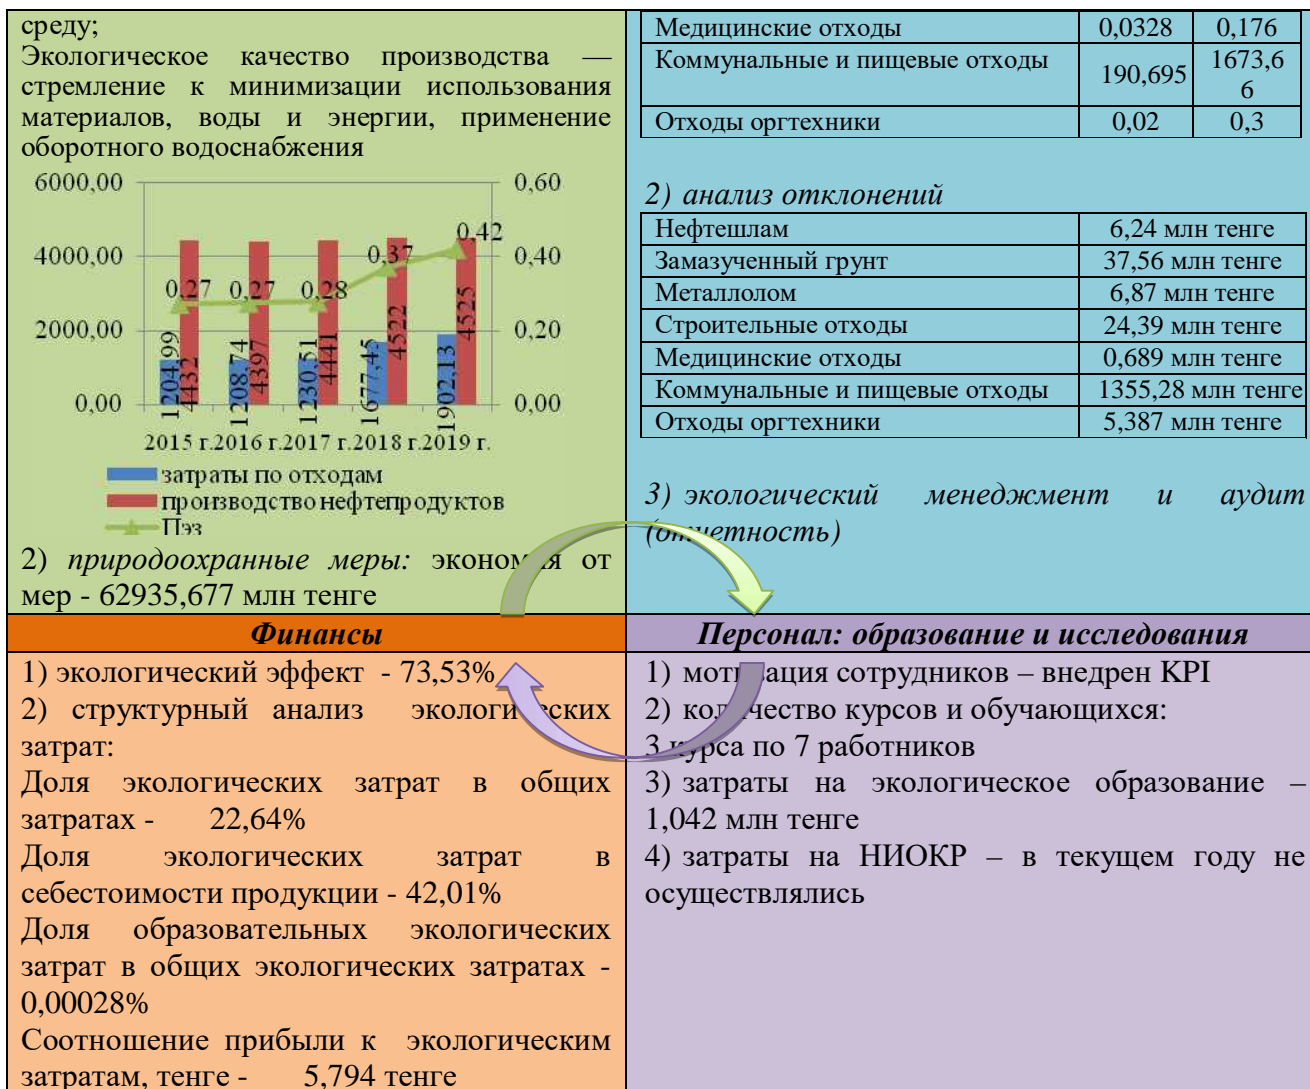 среду;
Экологическое качество производства —
стремление к минимизации использования
материалов, воды и энергии, применение
оборотного водоснабжения
6000,00
4000,00
2000,00
0,00
0,60
0,40
0,20
0,00
0,27
0,27
0,28
0,37
0,42
1204,99
4432
1208,74
4397
1230,51
4441
1677,45
4522
1902,13
4525
2015 г. 2016 г. 2017 г. 2018 г. 2019 г.
затраты по отходам
производство нефтепродуктов
Пэз
2) природоохранные меры: экономия от
мер - 62935,677 млн тенге
Медицинские отходы 0,0328 0,176
Коммунальные и пищевые отходы 190,695 1673,6
6
Отходы оргтехники 0,02 0,3
2) анализ отклонений
Нефтешлам 6,24 млн тенге
Замазученный грунт 37,56 млн тенге
Металлолом 6,87 млн тенге
Строительные отходы 24,39 млн тенге
Медицинские отходы 0,689 млн тенге
Коммунальные и пищевые отходы 1355,28 млн тенге
Отходы оргтехники 5,387 млн тенге
3) экологический менеджмент и аудит
(отчетность)
Финансы
1) экологический эффект - 73,53%
2) структурный анализ экологических
затрат:
Доля экологических затрат в общих
затратах - 22,64%
Доля экологических затрат в
себестоимости продукции - 42,01%
Доля образовательных экологических
затрат в общих экологических затратах -
0,00028%
Соотношение прибыли к экологическим
затратам, тенге - 5,794 тенге
Персонал: образование и исследования
1) мотивация сотрудников – внедрен KPI
2) количество курсов и обучающихся:
3 курса по 7 работников
3) затраты на экологическое образование –
1,042 млн тенге
4) затраты на НИОКР – в текущем году не
осуществлялись